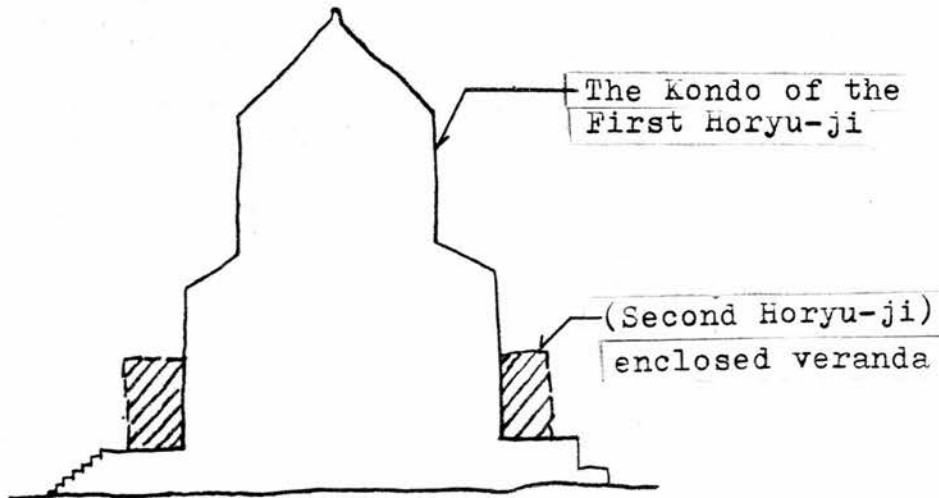 The Kondo of the
First Horyu-ji
(Second Horyu-ji)
enclosed veranda